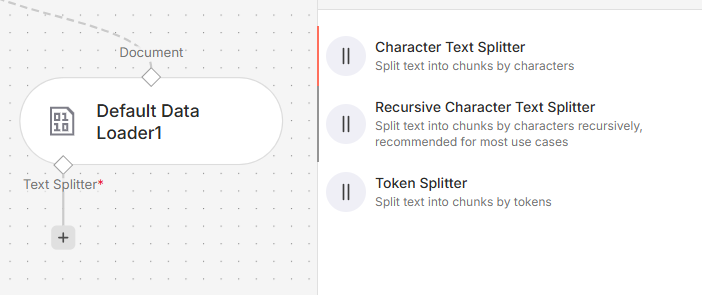 Document
Default Data
Loader1
Text Splitter*
Character Text Splitter
Split text into chunks by characters
Recursive Character Text Splitter
Split text into chunks by characters recursively,
recommended for most use cases
Token Splitter
Split text into chunks by tokens